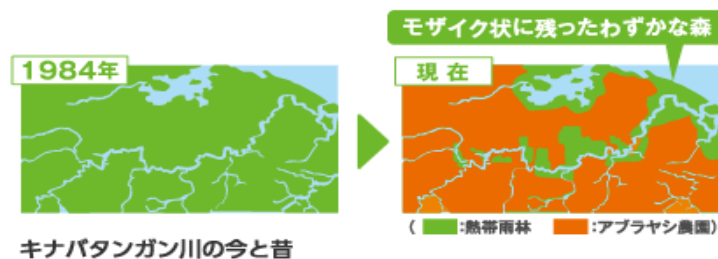 モザイク状に残ったわずかな森
1984年
現在
(　:熱帯雨林　:アブラヤシ農園)
キナバタンガン川の今と昔